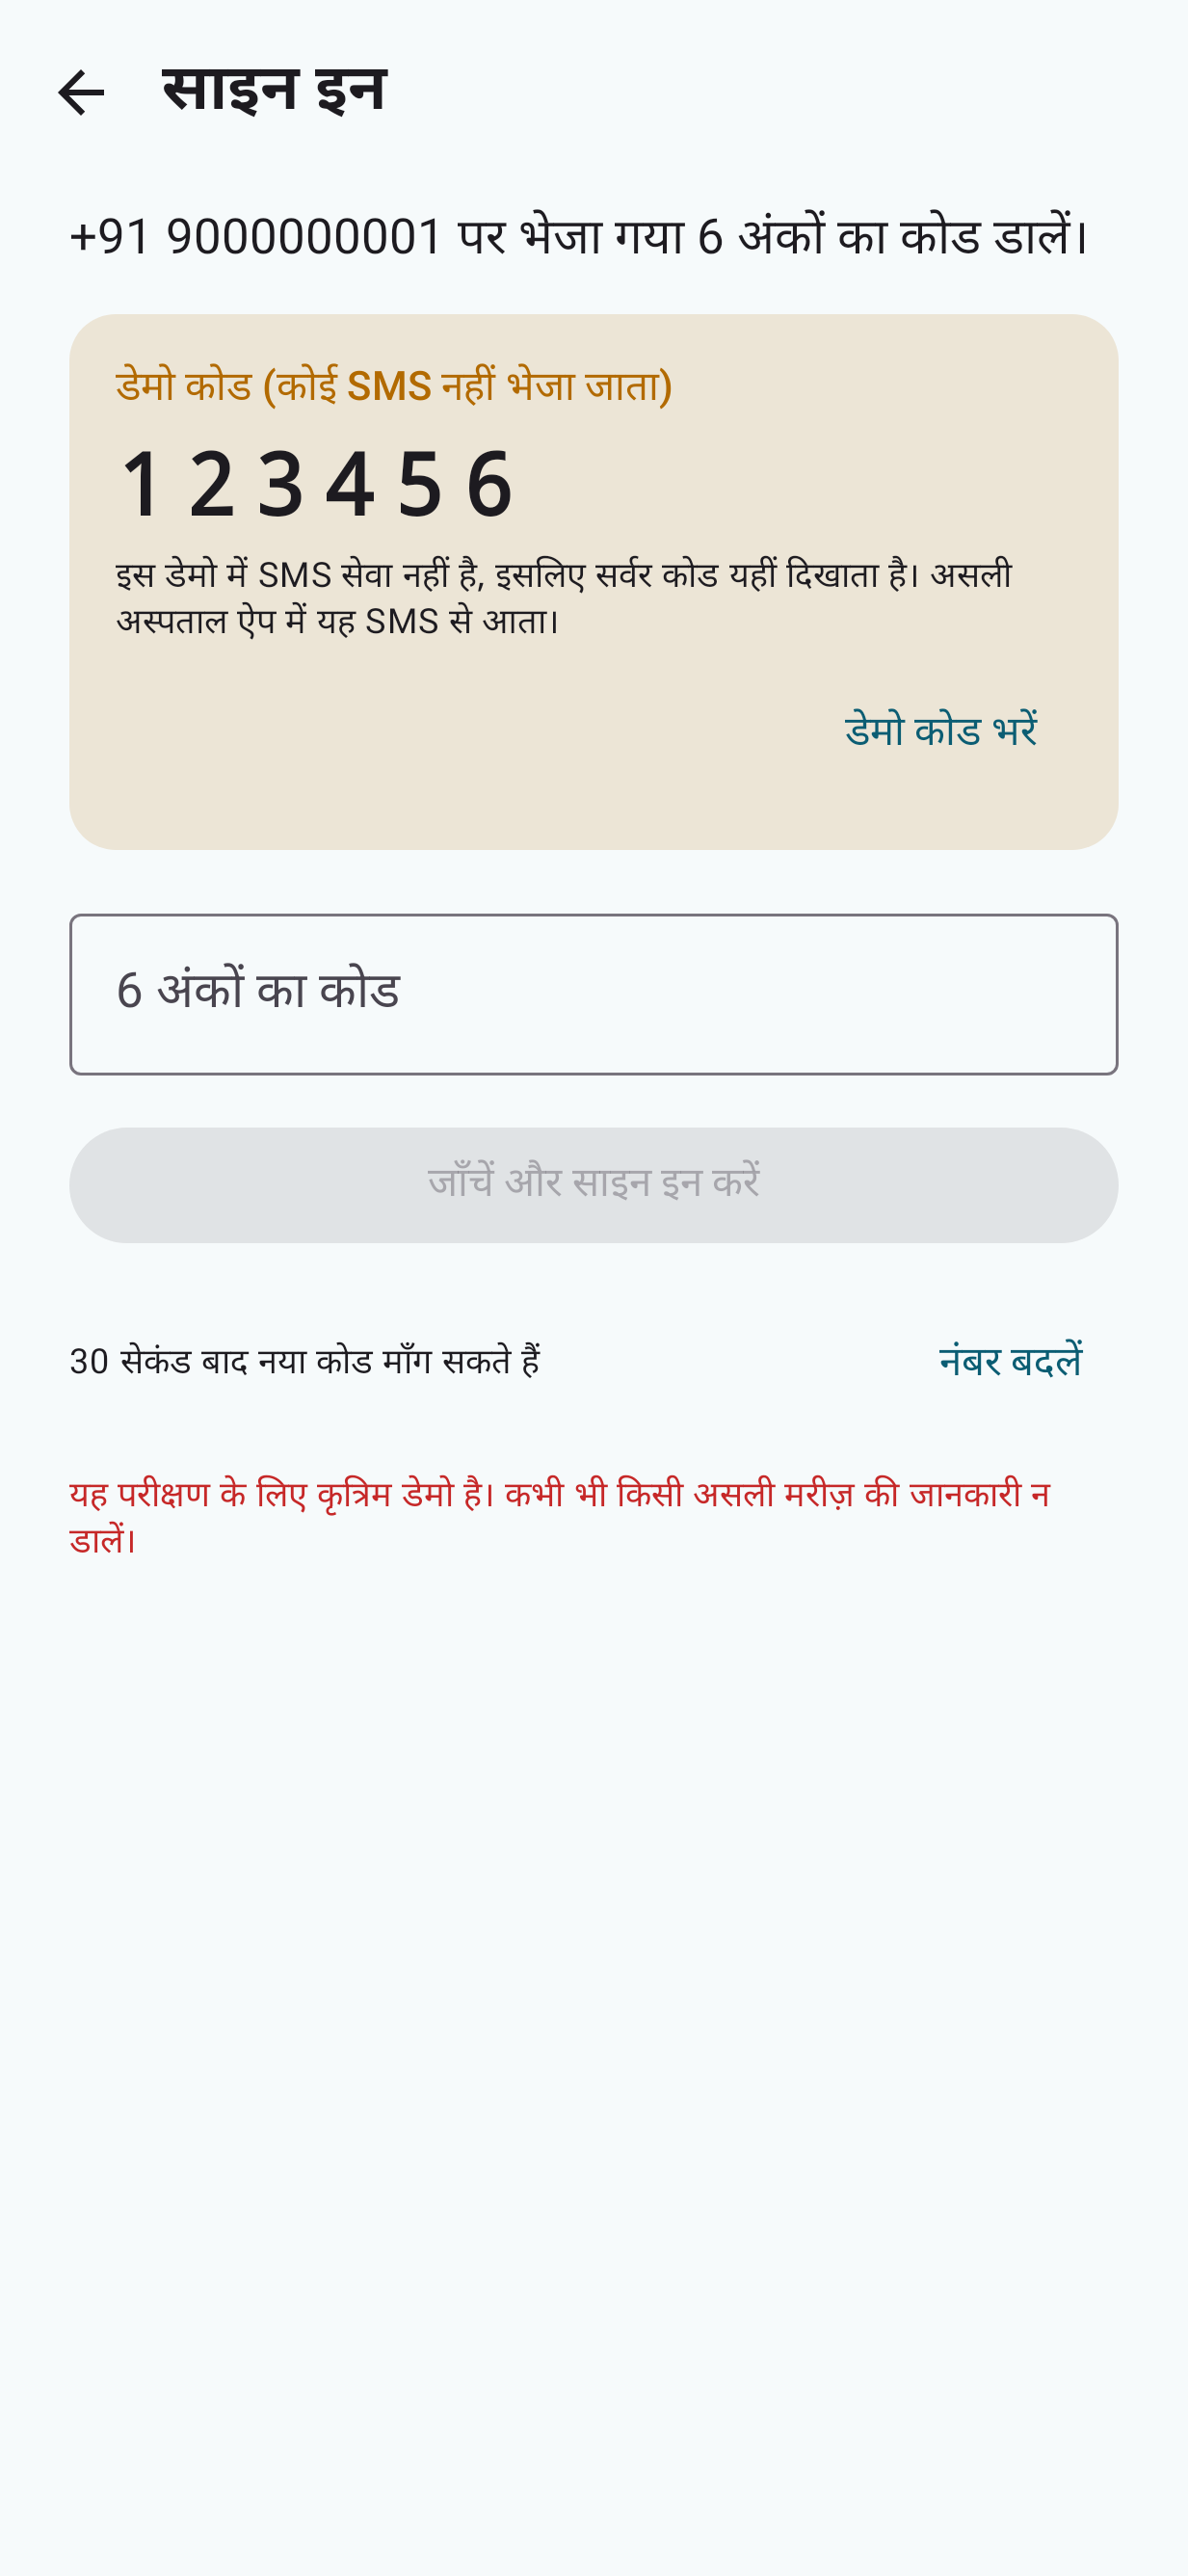 साइन इन
+91 9000000001 पर भेजा गया 6 अंकों का कोड डालें।
डेमो कोड (कोई SMS नहीं भेजा जाता)
1 2 3 4 5 6
इस डेमो में SMS सेवा नहीं है, इसलिए सर्वर कोड यहीं दिखाता है। असली
अस्पताल ऐप में यह SMS से आता।
डेमो कोड भरें
6 अंकों का कोड
जाँचें और साइन इन करें
30 सेकंड बाद नया कोड माँग सकते हैं
नंबर बदलें
यह परीक्षण के लिए कृत्रिम डेमो है। कभी भी किसी असली मरीज़ की जानकारी न
डालें।